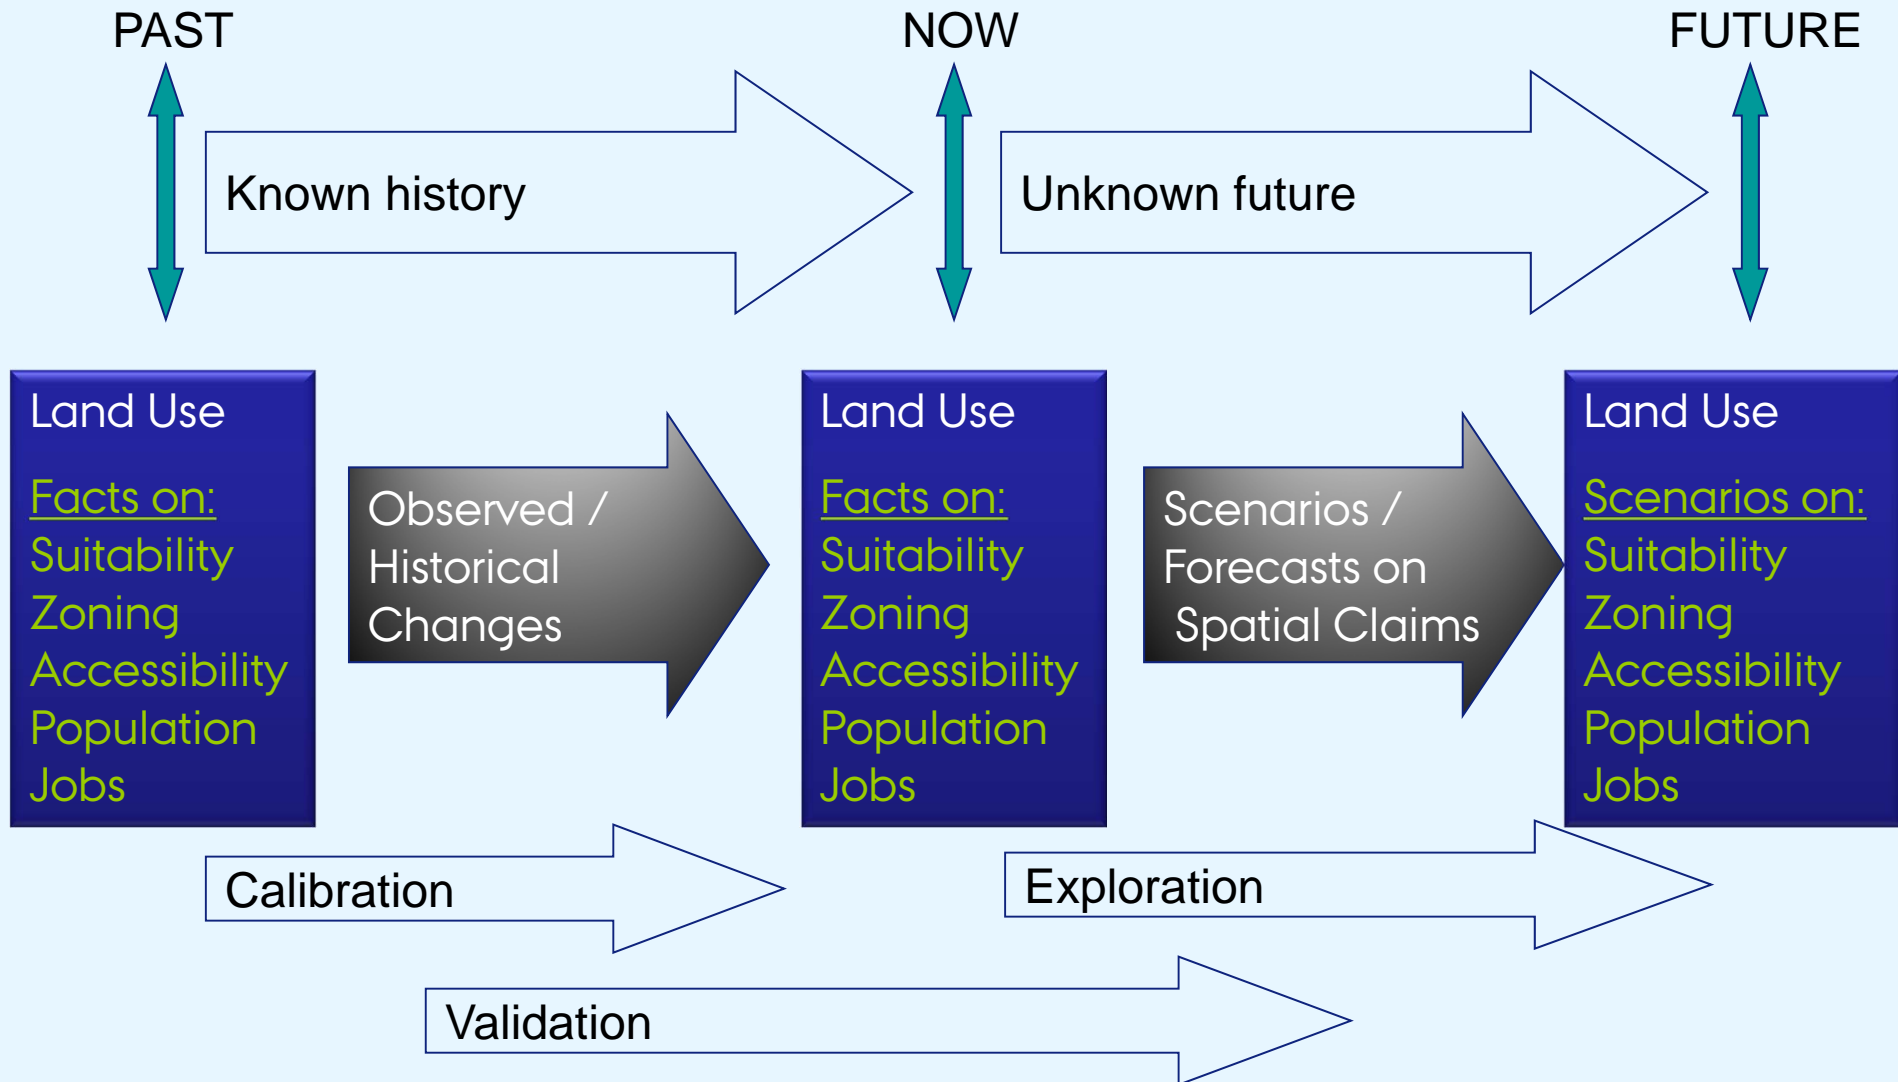 PAST
NOW
FUTURE
Known history
Unknown future
Land Use
Facts on:
Suitability
Zoning
Accessibility
Population
Jobs
Observed /
Historical
Changes
Land Use
Facts on:
Suitability
Zoning
Accessibility
Population
Jobs
Scenarios /
Forecasts on
Spatial Claims
Land Use
Scenarios on:
Suitability
Zoning
Accessibility
Population
Jobs
Calibration
Exploration
Validation